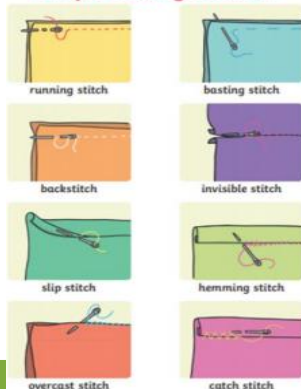 running stitch
basting stitch
backstitch
invisible stitch
slip stitch
hemming stitch
overcast stitch
catch stitch